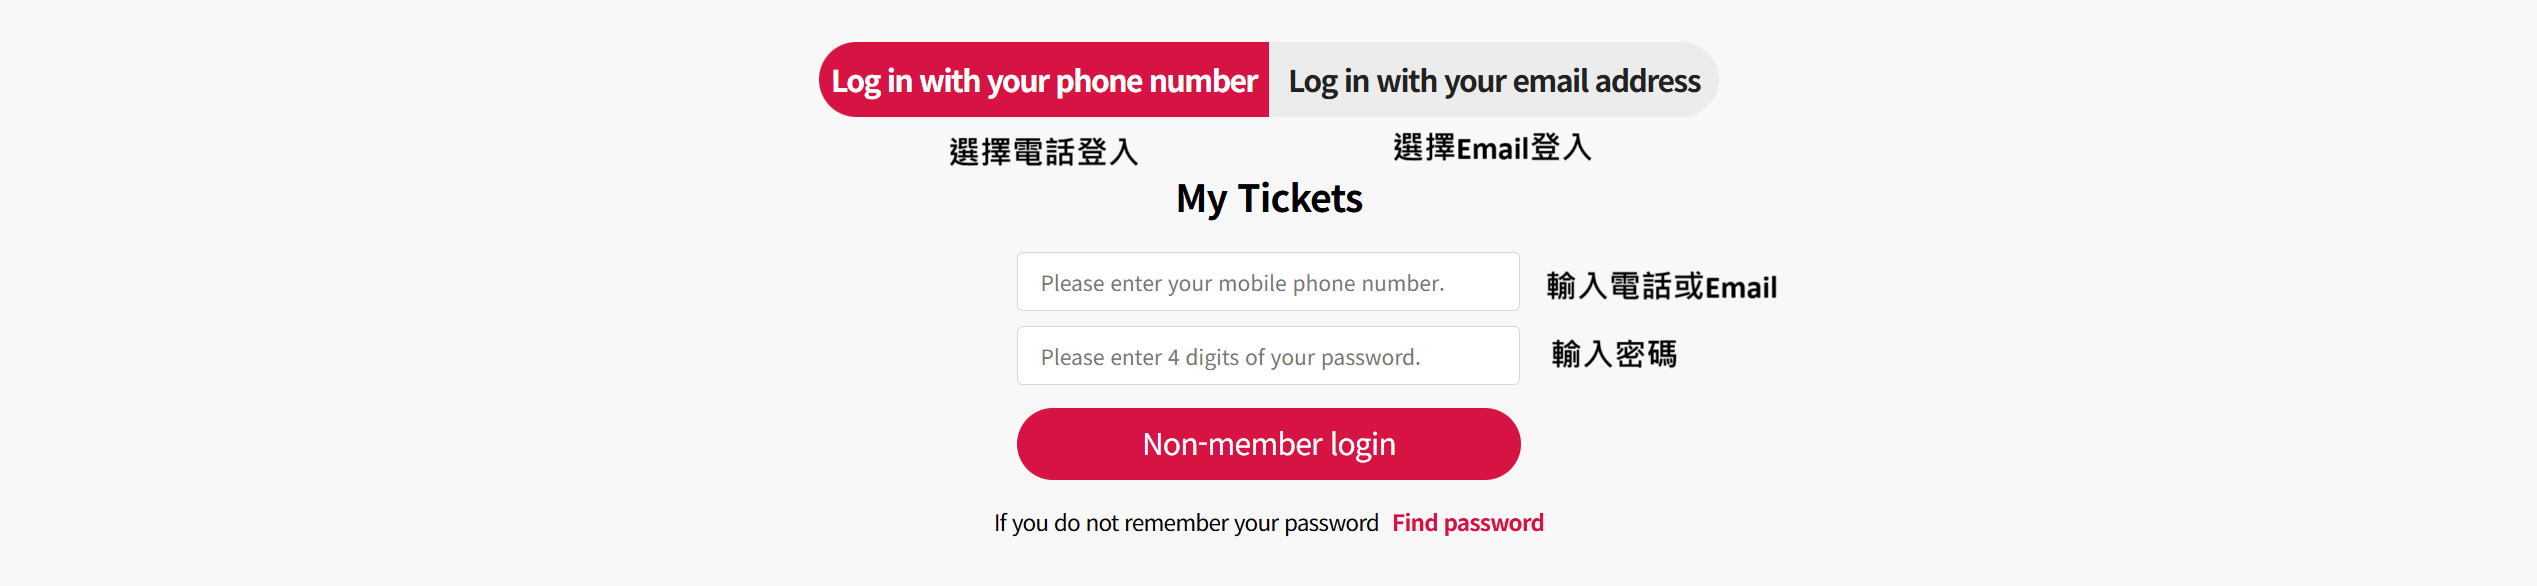 Log in with your phone number
Log in with your email address
選擇電話登入
選擇Email登入
My Tickets
Please enter your mobile phone number.
輸入電話或Email
Please enter 4 digits of your password.
輸入密碼
Non-member login
If you do not remember your password Find password